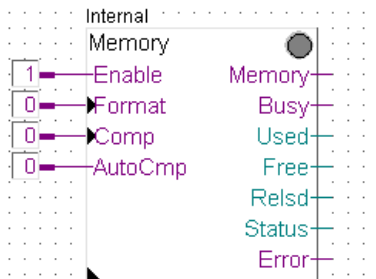 Internal
Memory
1 Enable Memory
0 Format Busy
0 Comp Used
0 AutoCmp Free
Relsd
Status
Error